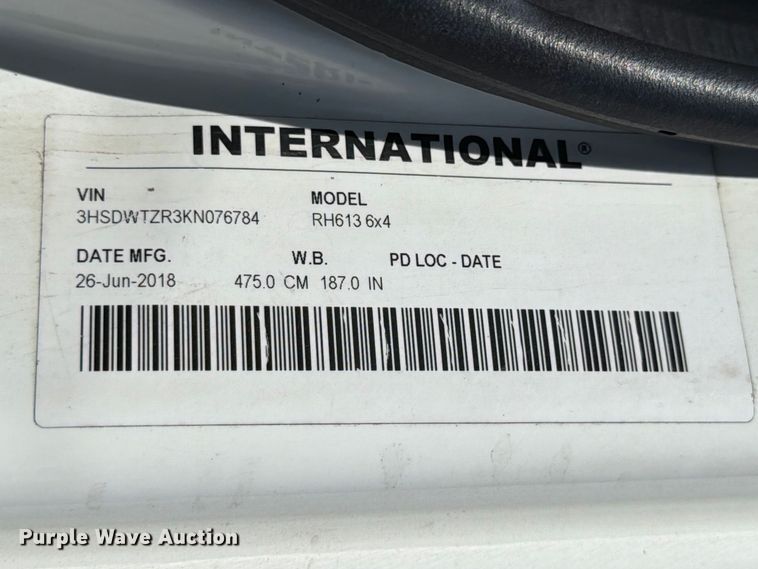 INTERNATIONAL®
VIN MODEL
3HSDWTZR3KN076784 RH613 6x4
DATE MFG. W.B. PD LOC - DATE
26-Jun-2018 475.0 CM 187.0 IN
Purple Wave Auction